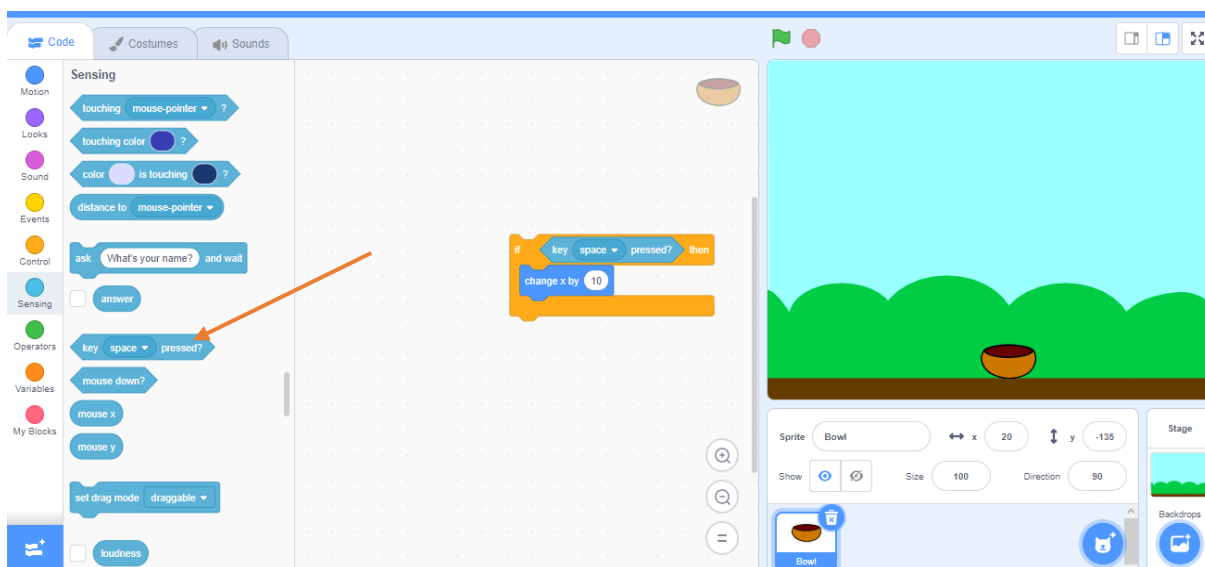 Code Costumes Sounds
Motion
Looks
Sound
Events
Control
Sensing
Operators
Variables
My Blocks
Sensing
touching mouse-pointer ?
touching color ?
color is touching ?
distance to mouse-pointer
ask What's your name? and wait
answer
key space pressed?
mouse down?
mouse x
mouse y
set drag mode draggable
loudness
if key space pressed? then
change x by 10
=
Sprite Bowl x 20 y -135
Show Size 100 Direction 90
Bowl
Stage
Backdrops